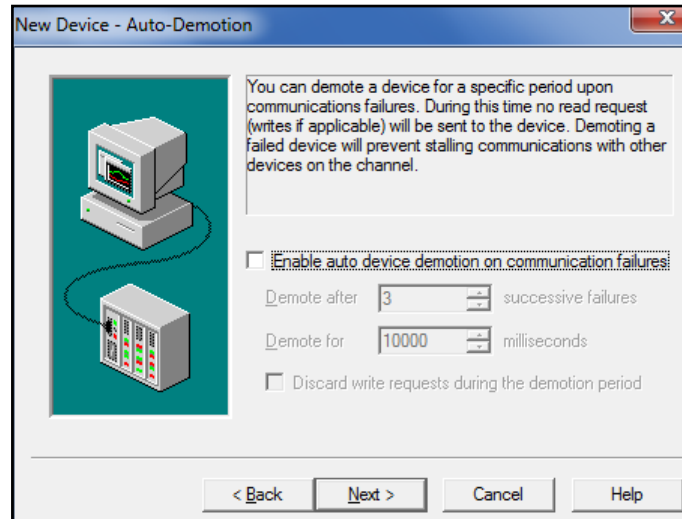 New Device - Auto-Demotion
You can demote a device for a specific period upon
communications failures. During this time no read request
(writes if applicable) will be sent to the device. Demoting a
failed device will prevent stalling communications with other
devices on the channel.
Enable auto device demotion on communication failures
Demote after 3 successive failures
Demote for 10000 milliseconds
Discard write requests during the demotion period
< Back Next > Cancel Help